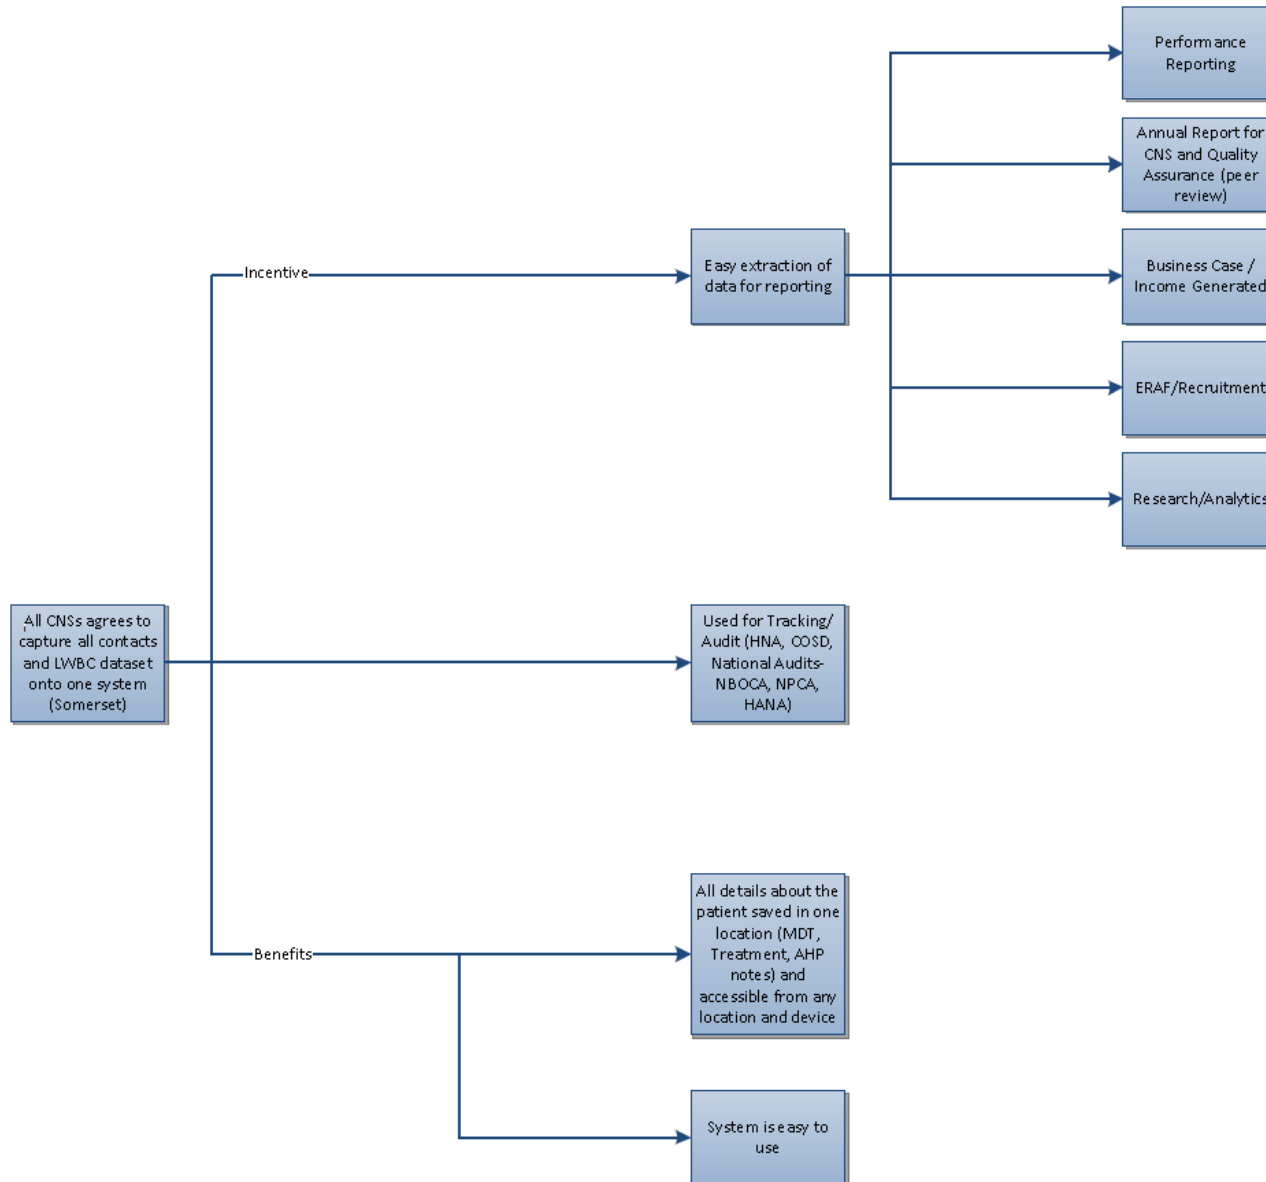 Performance
Reporting
Annual Report for
CNS and Quality
Assurance (peer
review)
Incentive
Easy extraction of
data for reporting
Business Case /
Income Generated
ERAF/Recruitment
Research/Analytics
All CNSs agrees to
capture all contacts
and LWBC dataset
onto one system
(Somerset)
Used for Tracking/
Audit (HNA, COSD,
National Audits-
NBOCA, NPCA,
HANA)
Benefits
All details about the
patient saved in one
location (MDT,
Treatment, AHP
notes) and
accessible from any
location and device
System is easy to
use